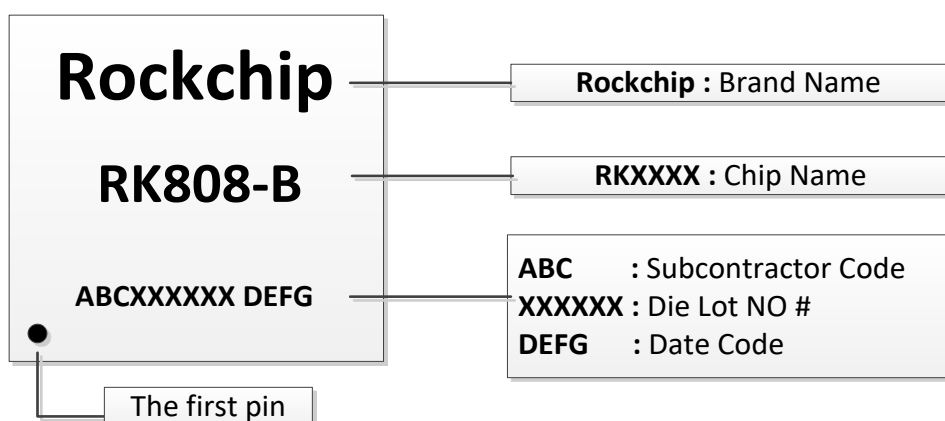 Rockchip
RK808-B
ABCXXXXXX DEFG
The first pin
Rockchip : Brand Name
RKXXXX : Chip Name
ABC : Subcontractor Code
XXXXXX : Die Lot NO #
DEFG : Date Code